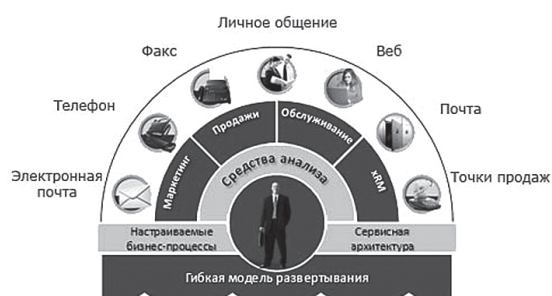 Личное общение
Факс
Веб
Телефон
Почта
Электронная
почта
Точки продаж
Маркетинг
Продажи
Обслуживание
xRM
Средства анализа
Настраиваемые
бизнес-процессы
Сервисная
архитектура
Гибкая модель развертывания